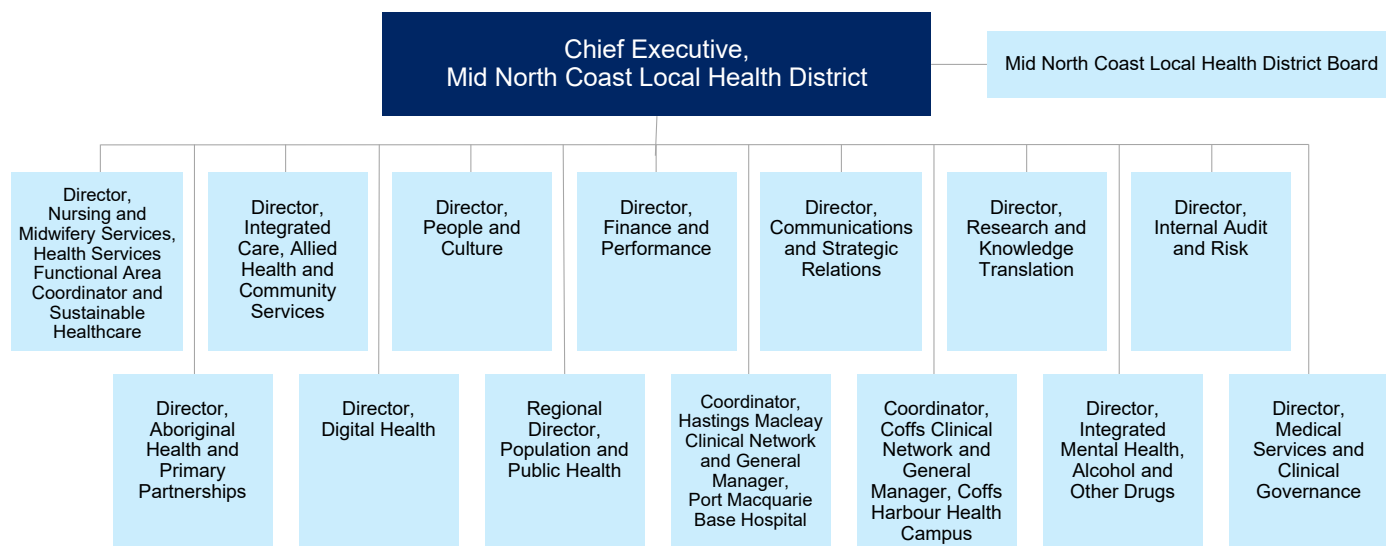 Chief Executive,
Mid North Coast Local Health District
Mid North Coast Local Health District Board
Director,
Nursing and
Midwifery Services,
Health Services
Functional Area
Coordinator and
Sustainable
Healthcare
Director,
Integrated
Care, Allied
Health and
Community
Services
Director,
People and
Culture
Director,
Finance and
Performance
Director,
Communications
and Strategic
Relations
Director,
Research and
Knowledge
Translation
Director,
Internal Audit
and Risk
Director,
Aboriginal
Health and
Primary
Partnerships
Director,
Digital Health
Regional
Director,
Population and
Public Health
Coordinator,
Hastings Macleay
Clinical Network
and General
Manager,
Port Macquarie
Base Hospital
Coordinator,
Coffs Clinical
Network and
General
Manager, Coffs
Harbour Health
Campus
Director,
Integrated
Mental Health,
Alcohol and
Other Drugs
Director,
Medical
Services and
Clinical
Governance